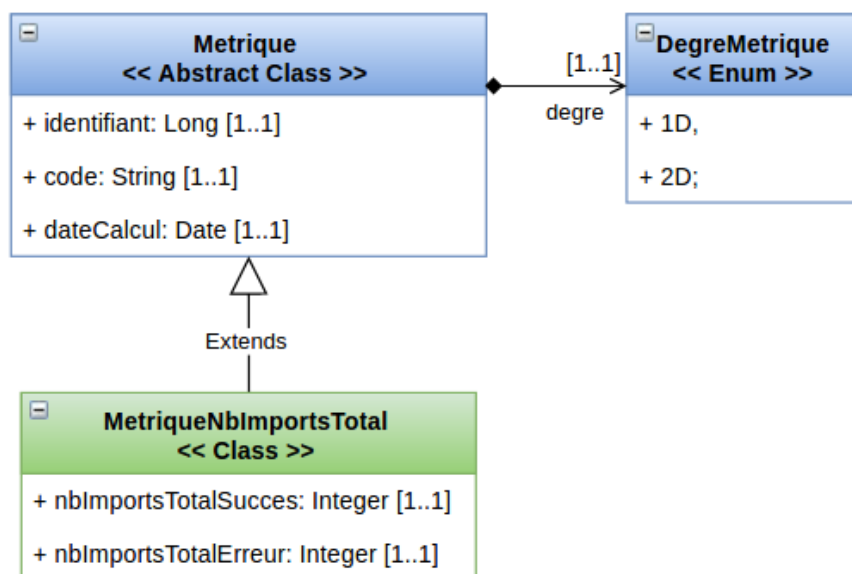 Metrique
<< Abstract Class >>
+ identifiant: Long [1..1]
+ code: String [1..1]
+ dateCalcul: Date [1..1]
[1..1]
degre
DegreMetrique
<< Enum >>
+ 1D,
+ 2D;
Extends
MetriqueNbImportsTotal
<< Class >>
+ nbImportsTotalSucces: Integer [1..1]
+ nbImportsTotalErreur: Integer [1..1]